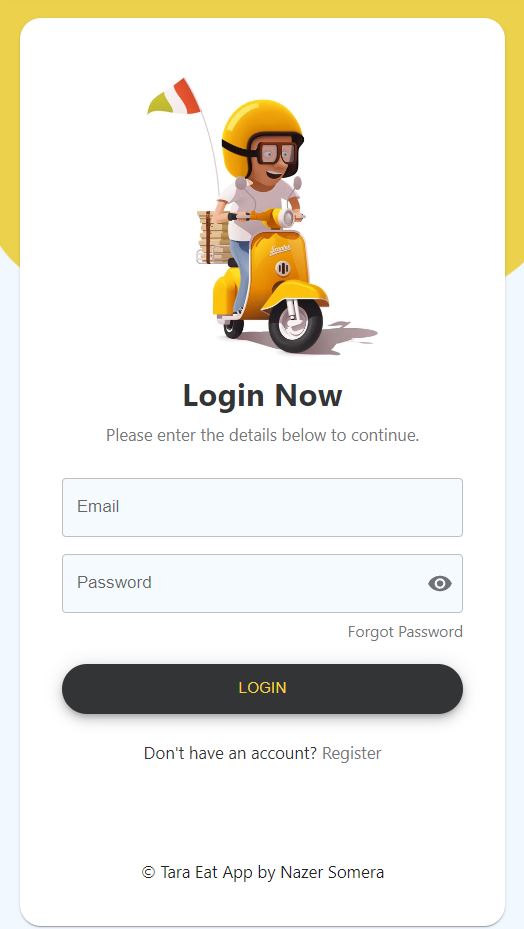 Login Now
Please enter the details below to continue.
Email
Password
Forgot Password
LOGIN
Don't have an account? Register
© Tara Eat App by Nazer Somera